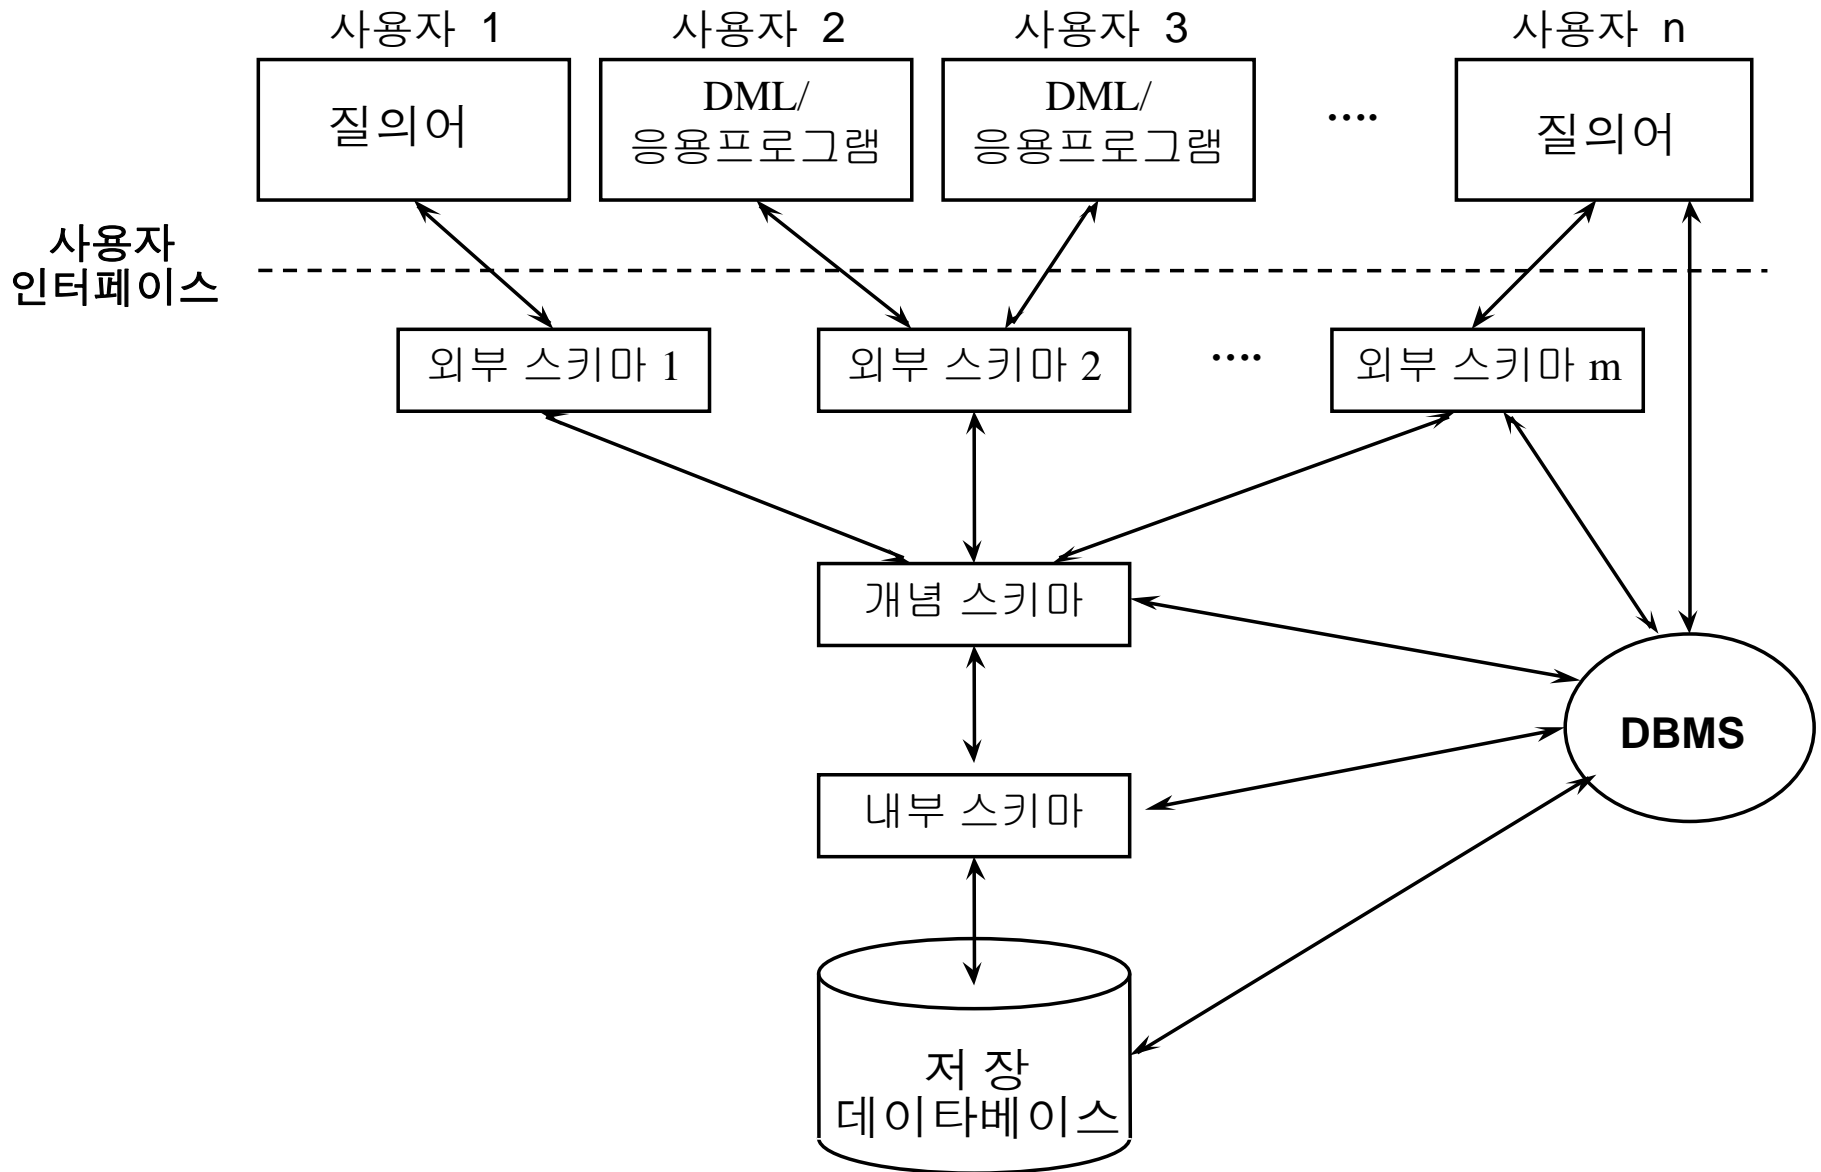 사용자 1
사용자 2
사용자 3
사용자 n
질의어
DML/
응용프로그램
DML/
응용프로그램
....
질의어
사용자
인터페이스
외부 스키마 1
외부 스키마 2
....
외부 스키마 m
개념 스키마
내부 스키마
DBMS
저 장
데이타베이스